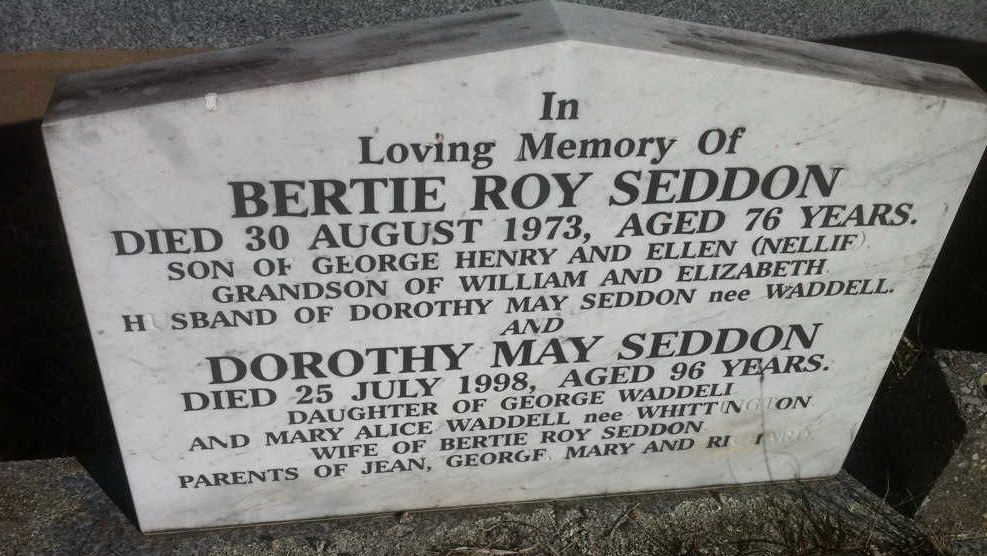 In
Loving Memory Of
BERTIE ROY SEDDON
DIED 30 AUGUST 1973, AGED 76 YEARS.
SON OF GEORGE HENRY AND ELLEN (NELLIE).
GRANDSON OF WILLIAM AND ELIZABETH.
HUSBAND OF DOROTHY MAY SEDDON nee WADDELL.
AND
DOROTHY MAY SEDDON
DIED 25 JULY 1998, AGED 96 YEARS.
DAUGHTER OF GEORGE WADDELL
AND MARY ALICE WADDELL nee WHITTINGTON
WIFE OF BERTIE ROY SEDDON
PARENTS OF JEAN, GEORGE, MARY AND